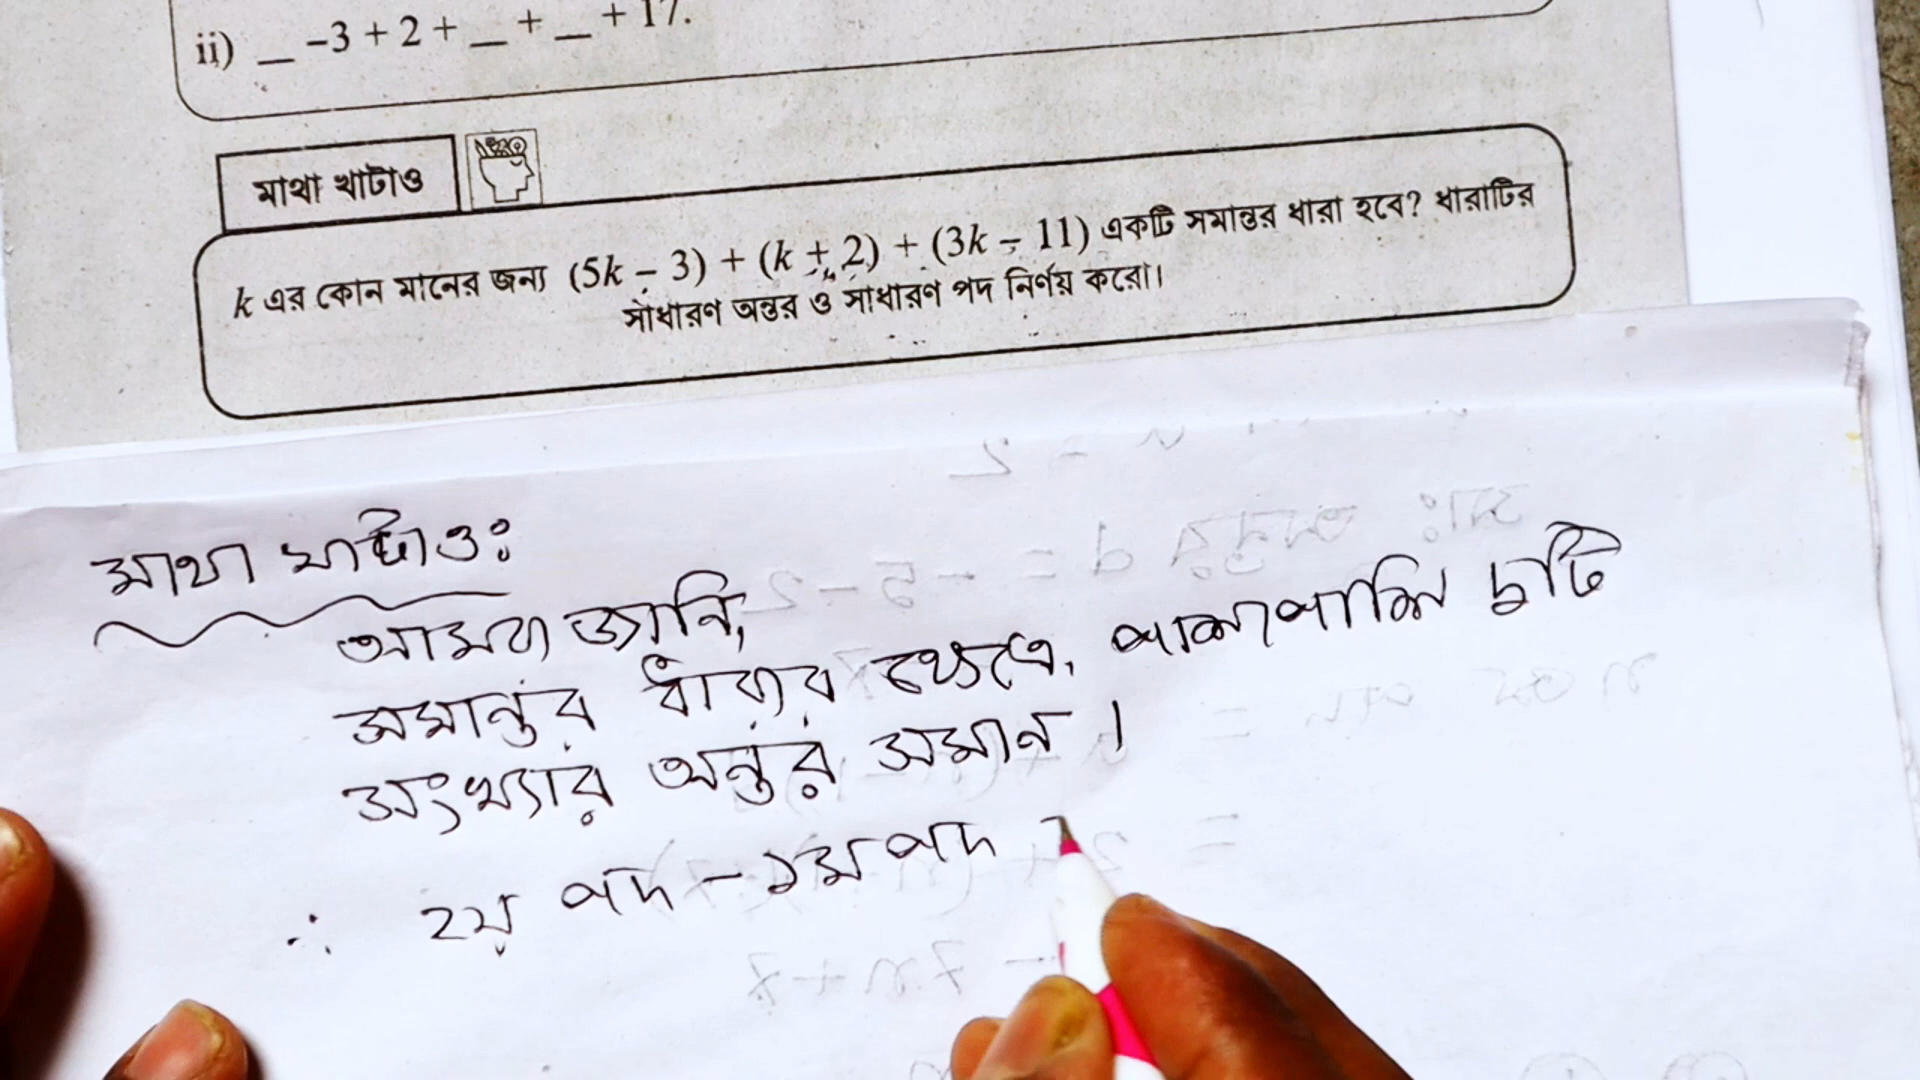 ii) _ -3 + 2 + _ + _ + 17.
মাথা খাটাও
k এর কোন মানের জন্য (5k - 3) + (k + 2) + (3k - 11) একটি সমান্তর ধারা হবে? ধারাটির
সাধারণ অন্তর ও সাধারণ পদ নির্ণয় করো।
মাথা খাটাওঃ
আমরা জানি,
সমান্তর ধারার ক্ষেত্রে, পাশাপাশি দুটি
সংখ্যার অন্তর সমান।
∴ ২য় পদ - ১ম পদ